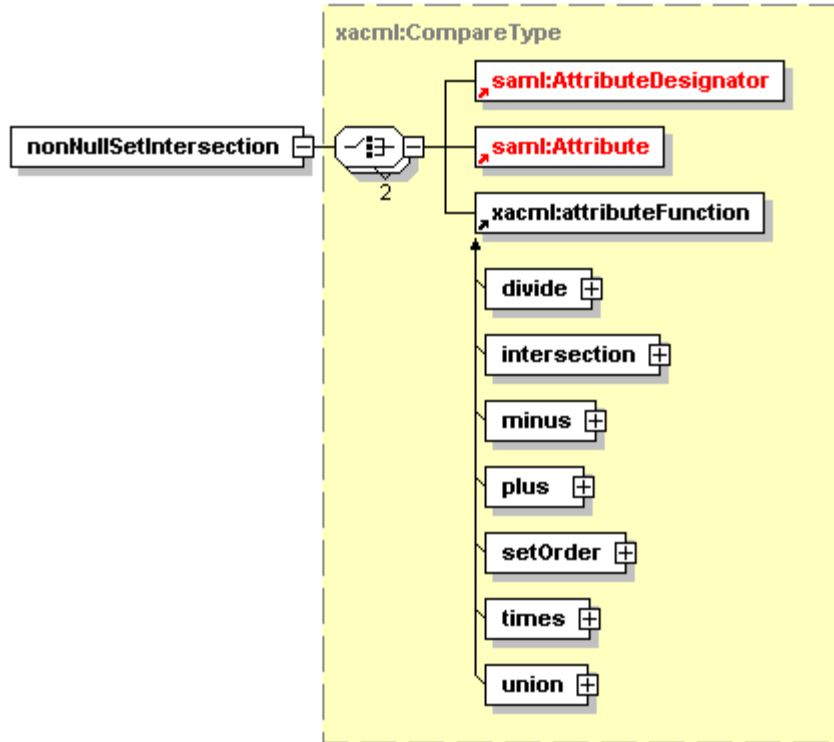 xacml:CompareType
saml:AttributeDesignator
nonNullSetIntersection
saml:Attribute
2
xacml:attributeFunction
divide
intersection
minus
plus
setOrder
times
union